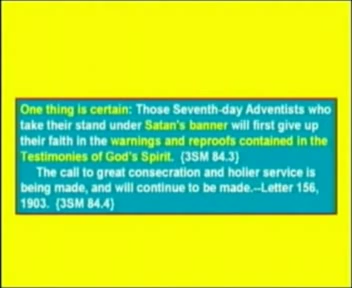 One thing is certain: Those Seventh-day Adventists who
take their stand under Satan's banner will first give up
their faith in the warnings and reproofs contained in the
Testimonies of God's Spirit. {3SM 84.3}
The call to great consecration and holier service is
being made, and will continue to be made.--Letter 156,
1903. {3SM 84.4}